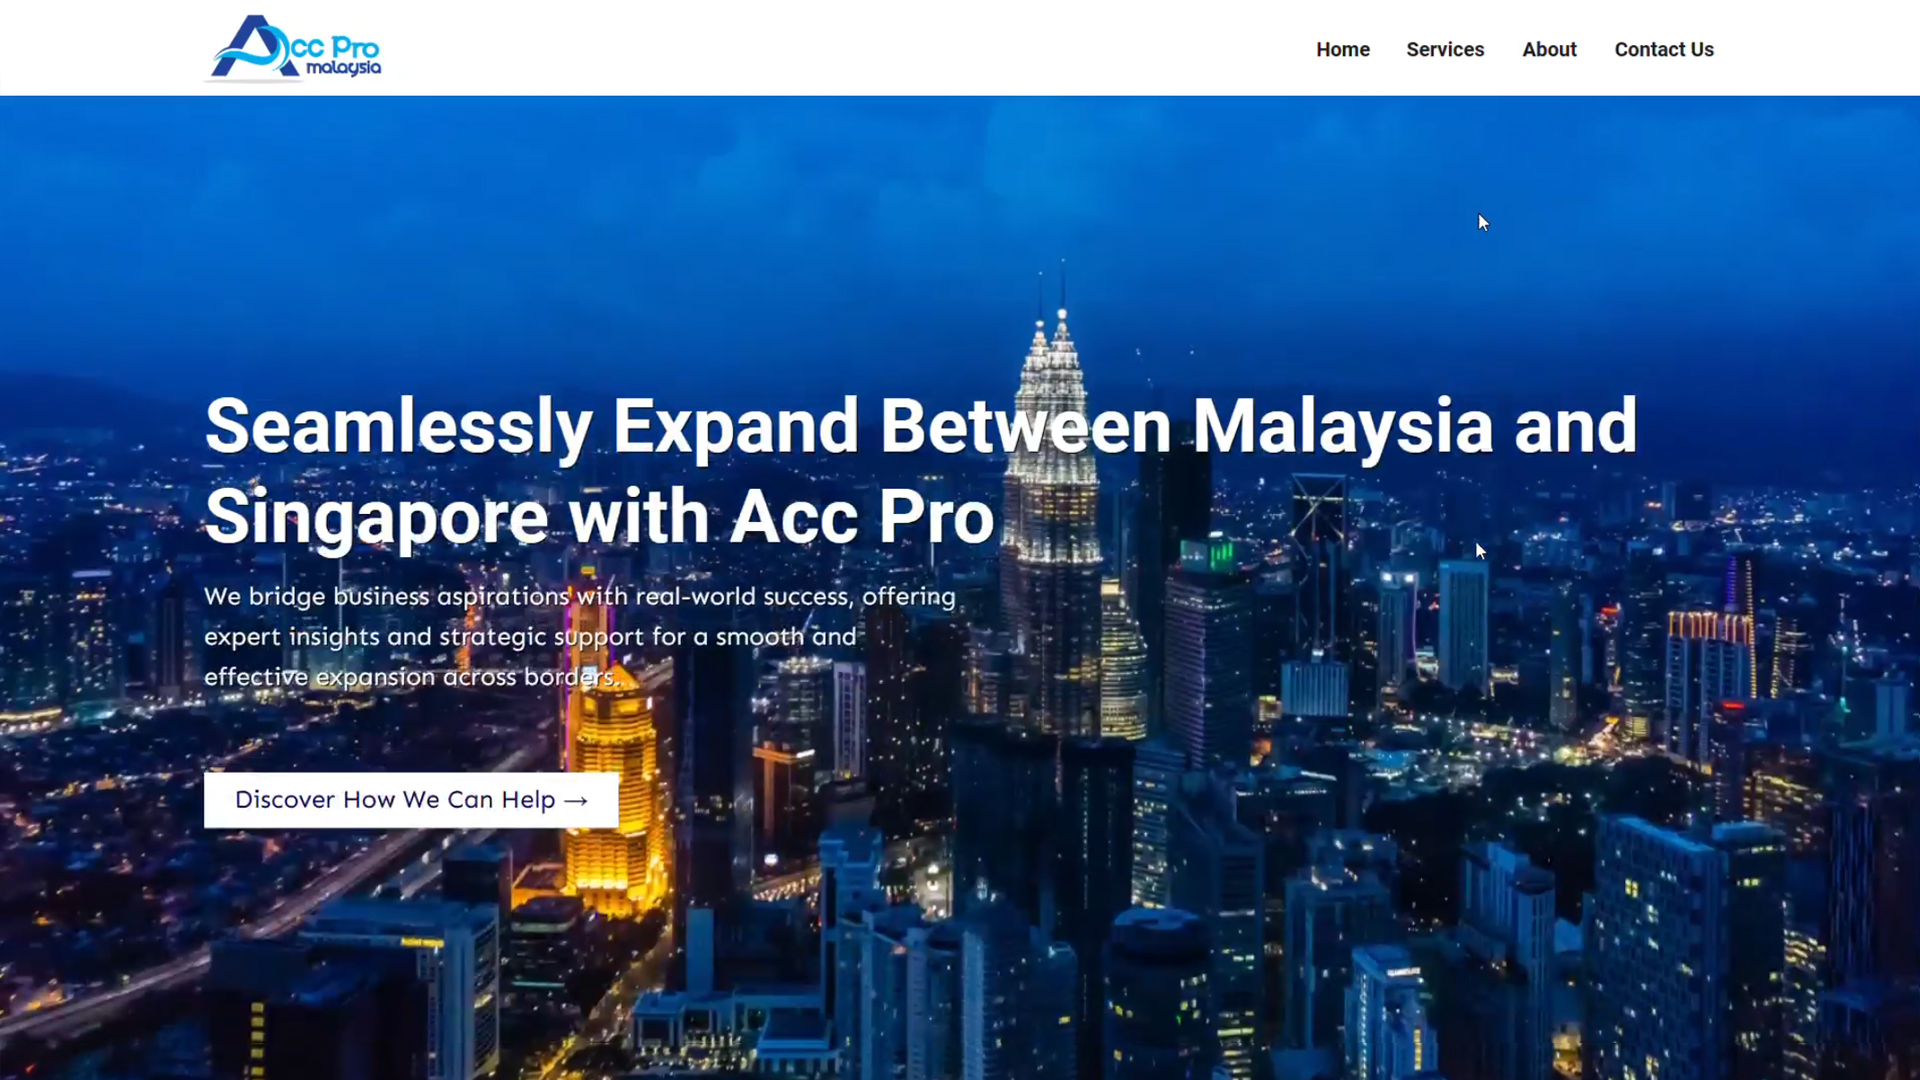 Acc Pro
malaysia
Home
Services
About
Contact Us
Seamlessly Expand Between Malaysia and
Singapore with Acc Pro
We bridge business aspirations with real-world success, offering
expert insights and strategic support for a smooth and
effective expansion across borders.
Discover How We Can Help →